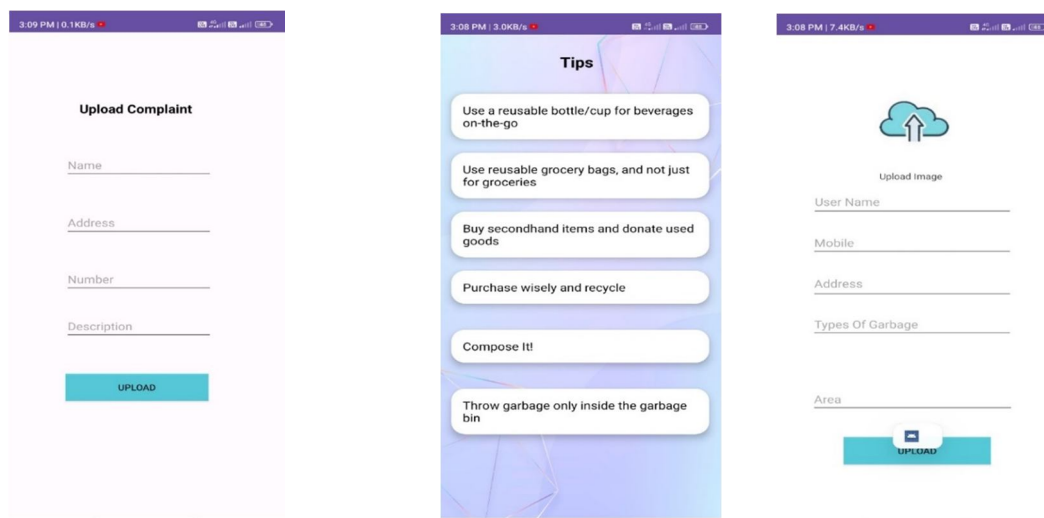 3:09 PM | 0.1KB/s
Upload Complaint
Name
Address
Number
Description
UPLOAD
3:08 PM | 3.0KB/s
Tips
Use a reusable bottle/cup for beverages
on-the-go
Use reusable grocery bags, and not just
for groceries
Buy secondhand items and donate used
goods
Purchase wisely and recycle
Compose It!
Throw garbage only inside the garbage
bin
3:08 PM | 7.4KB/s
Upload Image
User Name
Mobile
Address
Types Of Garbage
Area
UPLOAD